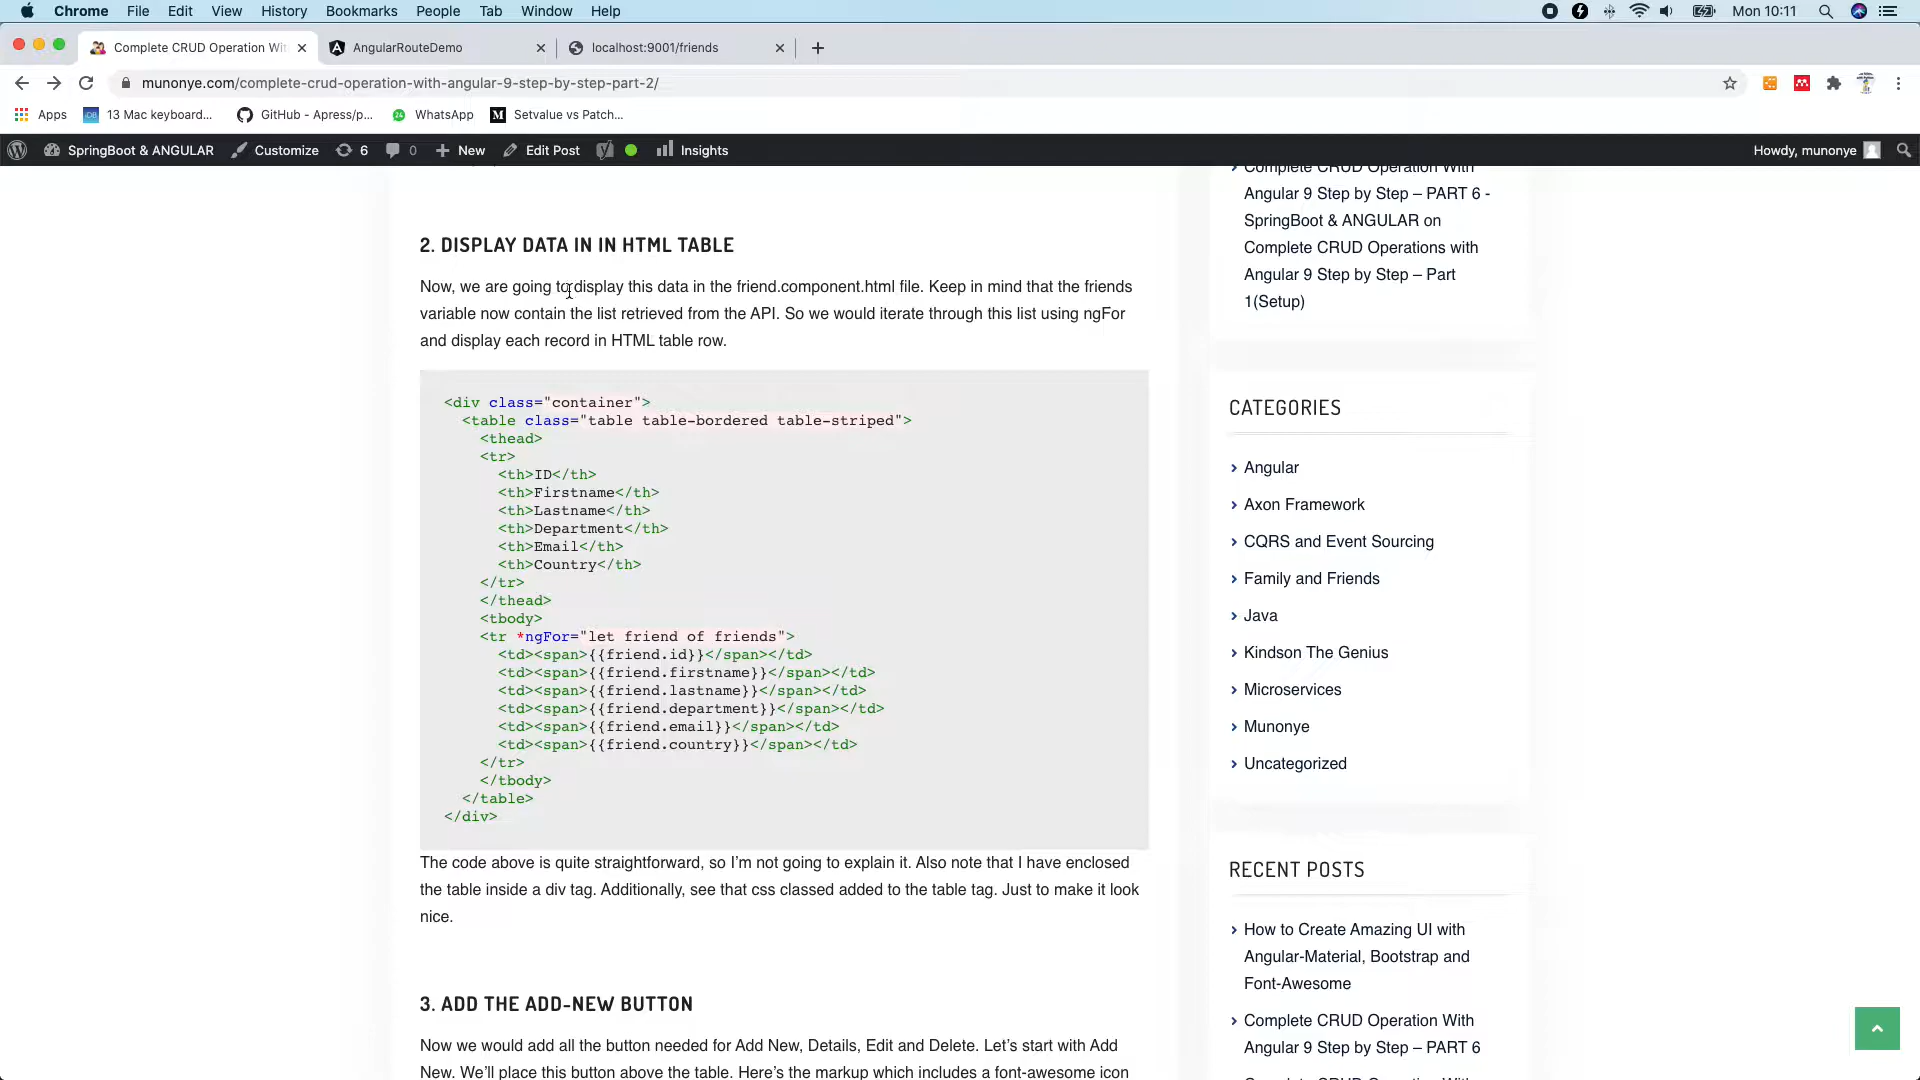 Chrome File Edit View History Bookmarks People Tab Window Help Mon 10:11
Complete CRUD Operation Wit
AngularRouteDemo
localhost:9001/friends
munonye.com/complete-crud-operation-with-angular-9-step-by-step-part-2/
Apps 13 Mac keyboard... GitHub - Apress/p... WhatsApp Setvalue vs Patch...
SpringBoot & ANGULAR Customize 6 0 New Edit Post Insights Howdy, munonye
2. DISPLAY DATA IN IN HTML TABLE
Now, we are going to display this data in the friend.component.html file. Keep in mind that the friends
variable now contain the list retrieved from the API. So we would iterate through this list using ngFor
and display each record in HTML table row.
<div class="container">
<table class="table table-bordered table-striped">
<thead>
<tr>
<th>ID</th>
<th>Firstname</th>
<th>Lastname</th>
<th>Department</th>
<th>Email</th>
<th>Country</th>
</tr>
</thead>
<tbody>
<tr *ngFor="let friend of friends">
<td><span>{{friend.id}}</span></td>
<td><span>{{friend.firstname}}</span></td>
<td><span>{{friend.lastname}}</span></td>
<td><span>{{friend.department}}</span></td>
<td><span>{{friend.email}}</span></td>
<td><span>{{friend.country}}</span></td>
</tr>
</tbody>
</table>
</div>
The code above is quite straightforward, so I'm not going to explain it. Also note that I have enclosed
the table inside a div tag. Additionally, see that css classed added to the table tag. Just to make it look
nice.
3. ADD THE ADD-NEW BUTTON
Now we would add all the button needed for Add New, Details, Edit and Delete. Let's start with Add
New. We'll place this button above the table. Here's the markup which includes a font-awesome icon
Complete CRUD Operation With
Angular 9 Step by Step – PART 6 -
SpringBoot & ANGULAR on
Complete CRUD Operations with
Angular 9 Step by Step – Part
1(Setup)
CATEGORIES
Angular
Axon Framework
CQRS and Event Sourcing
Family and Friends
Java
Kindson The Genius
Microservices
Munonye
Uncategorized
RECENT POSTS
How to Create Amazing UI with
Angular-Material, Bootstrap and
Font-Awesome
Complete CRUD Operation With
Angular 9 Step by Step – PART 6